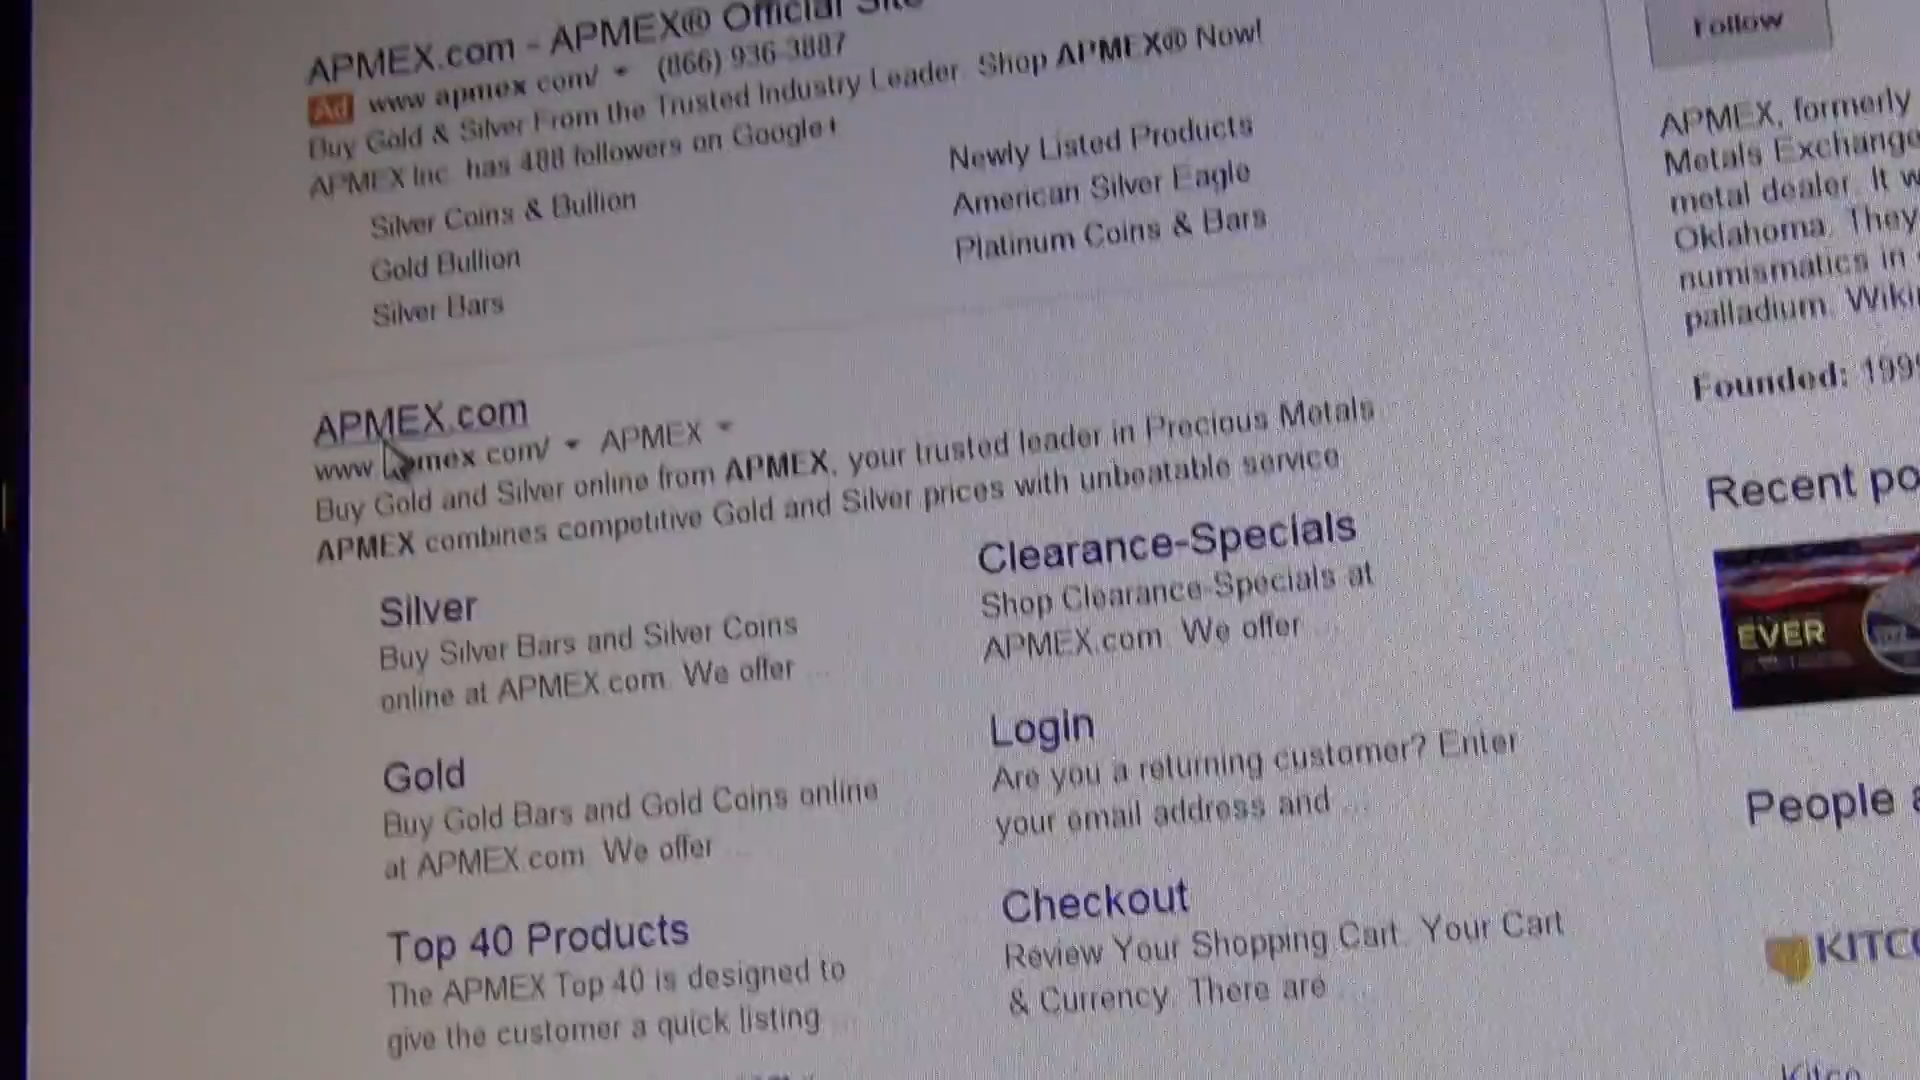 APMEX.com - APMEX® Official Site
Ad www.apmex.com/ (866) 936-3887
Buy Gold & Silver From the Trusted Industry Leader. Shop APMEX® Now!
APMEX Inc. has 488 followers on Google+
Silver Coins & Bullion
Gold Bullion
Silver Bars
Newly Listed Products
American Silver Eagle
Platinum Coins & Bars
APMEX.com
www.apmex.com/ APMEX
Buy Gold and Silver online from APMEX, your trusted leader in Precious Metals
APMEX combines competitive Gold and Silver prices with unbeatable service
Silver
Buy Silver Bars and Silver Coins
online at APMEX.com. We offer ...
Gold
Buy Gold Bars and Gold Coins online
at APMEX.com. We offer ...
Top 40 Products
The APMEX Top 40 is designed to
give the customer a quick listing ...
Clearance-Specials
Shop Clearance-Specials at
APMEX.com. We offer ...
Login
Are you a returning customer? Enter
your email address and ...
Checkout
Review Your Shopping Cart. Your Cart
& Currency. There are ...
Follow
APMEX, formerly
Metals Exchange
metal dealer. It w
Oklahoma. They
numismatics in
palladium. Wiki
Founded: 199
Recent po
EVER
People a
KITCO
Kitco